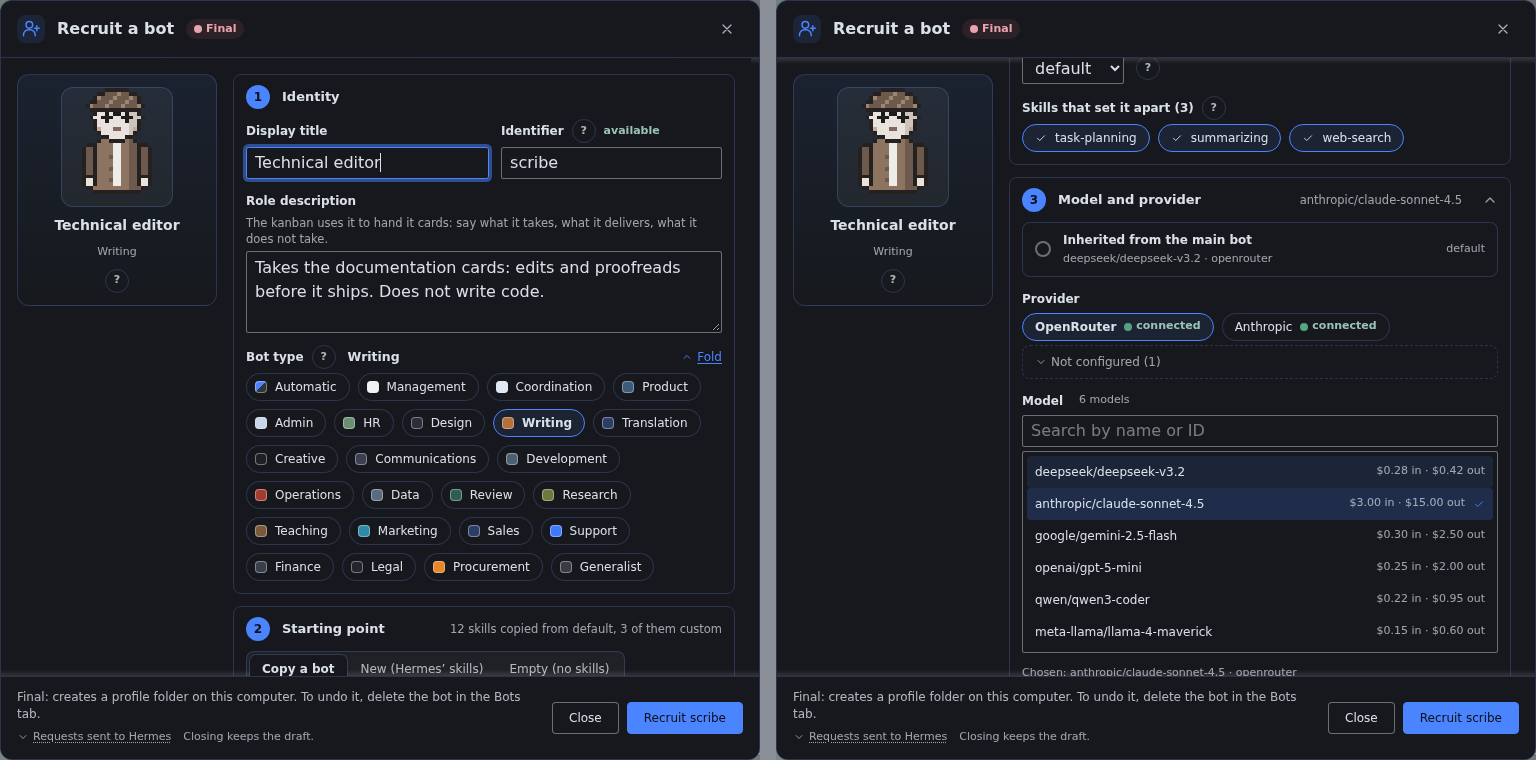 Recruit a bot
Final
Technical editor
Writing
?
1 Identity
Display title
Identifier ? available
Technical editor
scribe
Role description
The kanban uses it to hand it cards: say what it takes, what it delivers, what it
does not take.
Takes the documentation cards: edits and proofreads
before it ships. Does not write code.
Bot type ? Writing
Fold
Automatic Management Coordination Product
Admin HR Design Writing Translation
Creative Communications Development
Operations Data Review Research
Teaching Marketing Sales Support
Finance Legal Procurement Generalist
2 Starting point 12 skills copied from default, 3 of them custom
Copy a bot New (Hermes’ skills) Empty (no skills)
Final: creates a profile folder on this computer. To undo it, delete the bot in the Bots
tab.
Requests sent to Hermes Closing keeps the draft.
Close Recruit scribe
Recruit a bot
Final
Technical editor
Writing
?
default ?
Skills that set it apart (3) ?
task-planning summarizing web-search
3 Model and provider anthropic/claude-sonnet-4.5
Inherited from the main bot
deepseek/deepseek-v3.2 · openrouter
default
Provider
OpenRouter connected Anthropic connected
Not configured (1)
Model 6 models
Search by name or ID
deepseek/deepseek-v3.2 $0.28 in · $0.42 out
anthropic/claude-sonnet-4.5 $3.00 in · $15.00 out
google/gemini-2.5-flash $0.30 in · $2.50 out
openai/gpt-5-mini $0.25 in · $2.00 out
qwen/qwen3-coder $0.22 in · $0.95 out
meta-llama/llama-4-maverick $0.15 in · $0.60 out
Chosen: anthropic/claude-sonnet-4.5 · openrouter
Final: creates a profile folder on this computer. To undo it, delete the bot in the Bots
tab.
Requests sent to Hermes Closing keeps the draft.
Close Recruit scribe